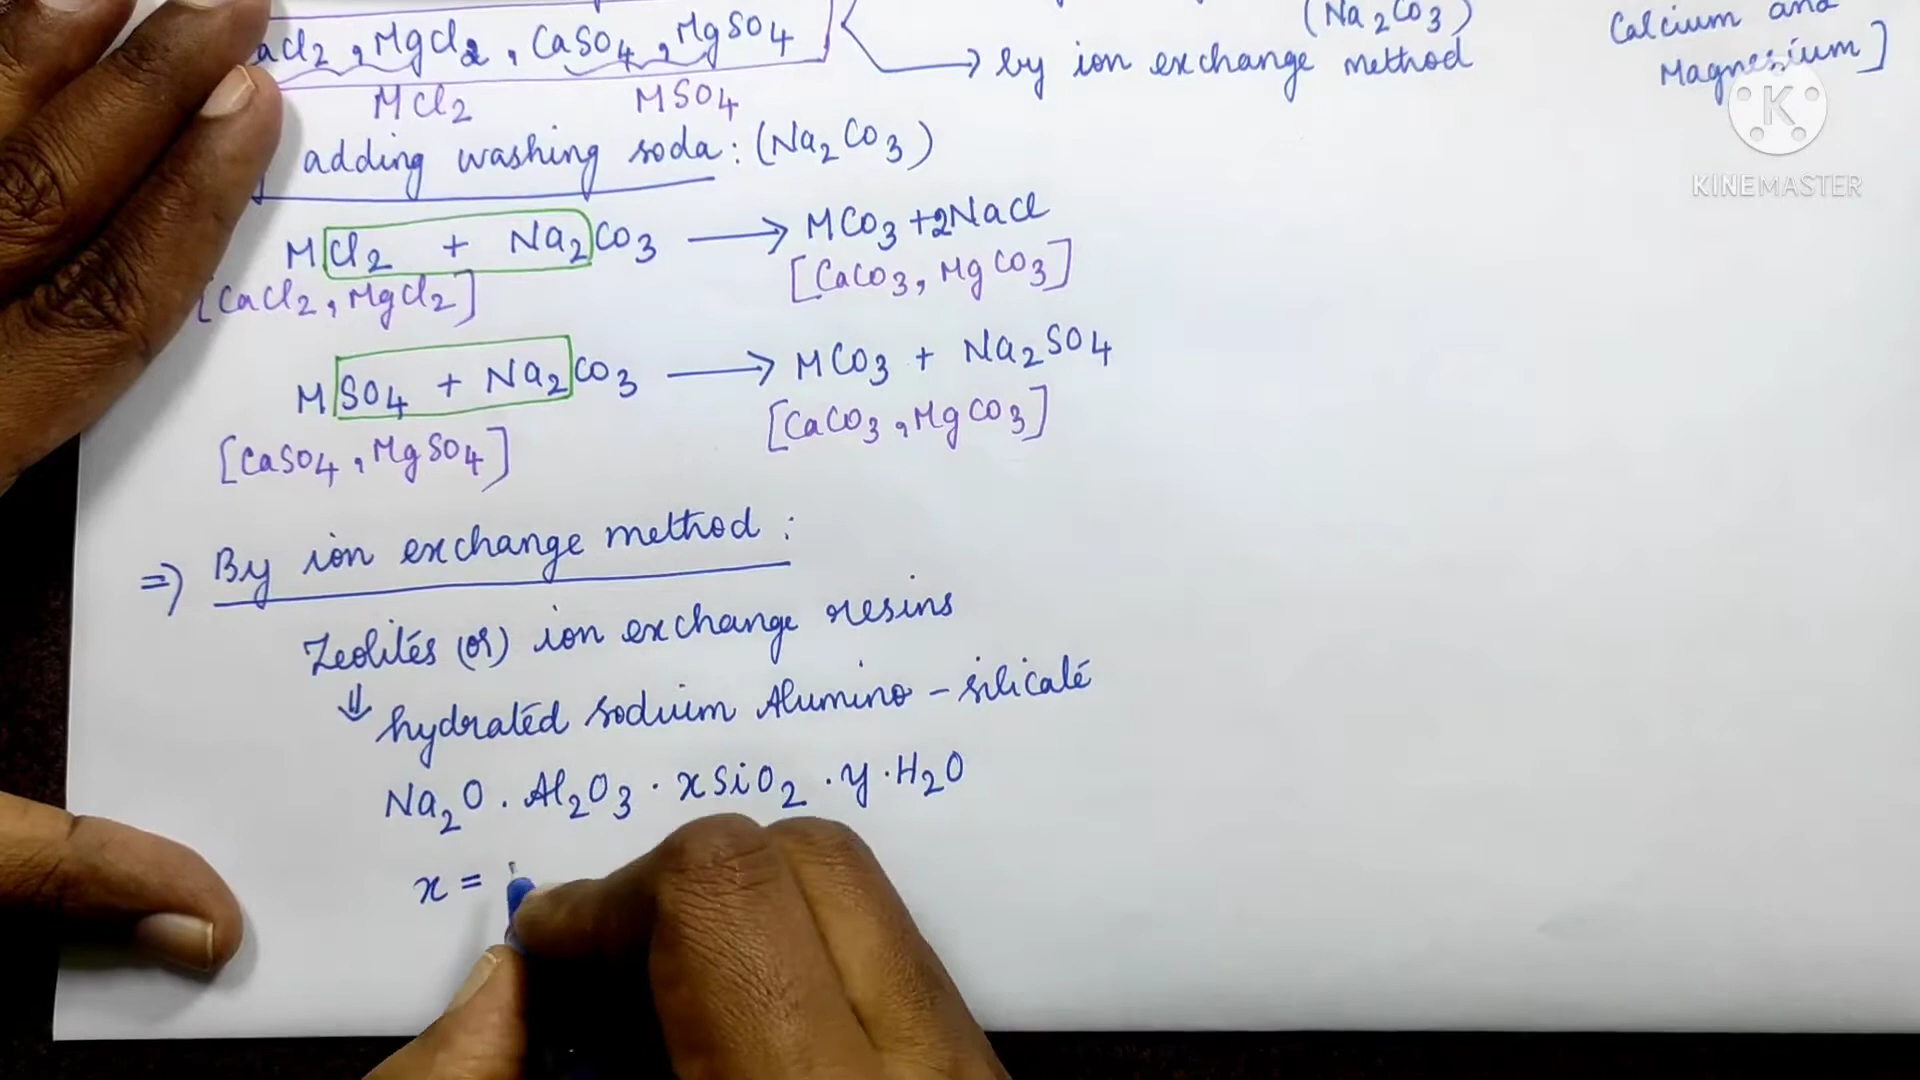 (Na2CO3)
Calcium and
Magnesium]
aCl2, MgCl2, CaSO4, MgSO4
→ by ion exchange method
MCl2 MSO4
KINEMASTER
adding washing soda: (Na2CO3)
MCl2 + Na2CO3 → MCO3 + 2NaCl
[CaCl2, MgCl2] [CaCO3, MgCO3]
MSO4 + Na2CO3 → MCO3 + Na2SO4
[CaSO4, MgSO4] [CaCO3, MgCO3]
⇒) By ion exchange method:
Zeolites (or) ion exchange resins
⇓ hydrated sodium Alumino - silicate
Na2O . Al2O3 . xSiO2 . y . H2O
x =